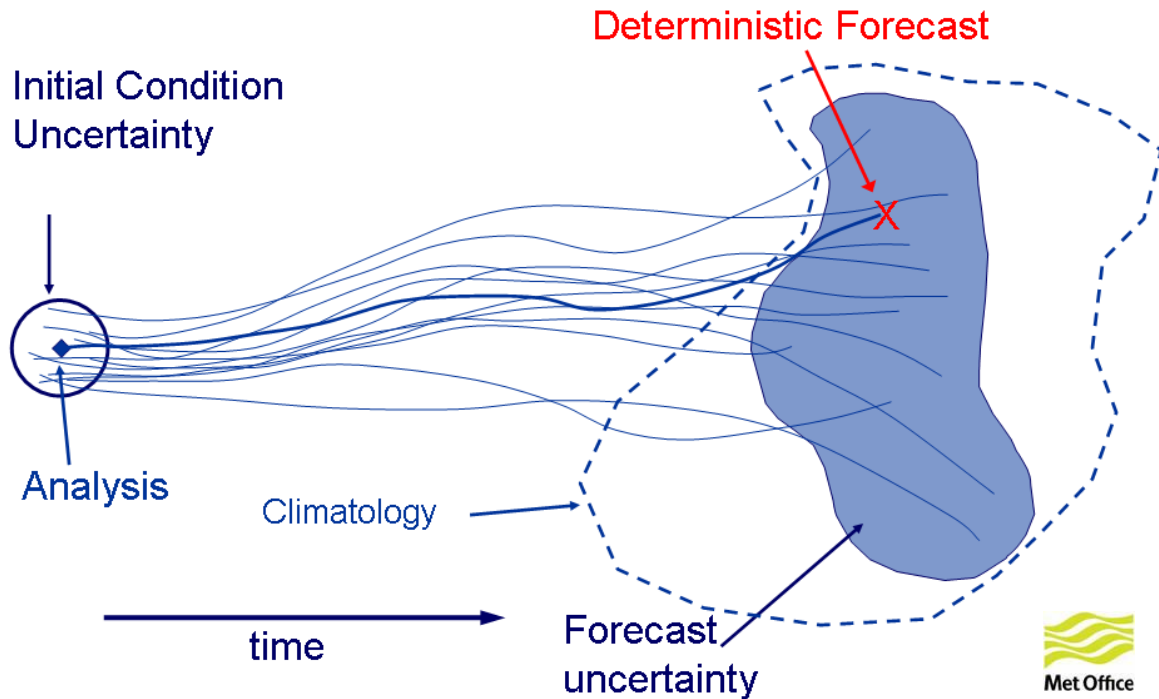 Deterministic Forecast
Initial Condition
Uncertainty
X
Analysis
Climatology
time
Forecast
uncertainty
Met Office